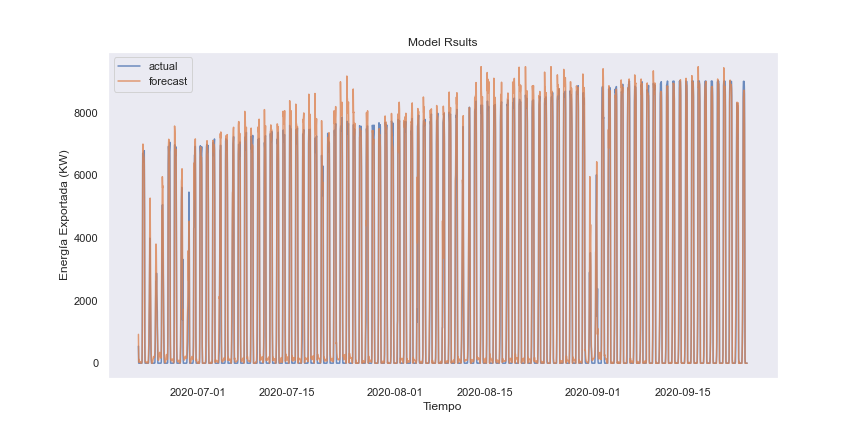 Model Rsults
actual
forecast
Energía Exportada (KW)
8000
6000
4000
2000
0
2020-07-01 2020-07-15 2020-08-01 2020-08-15 2020-09-01 2020-09-15
Tiempo